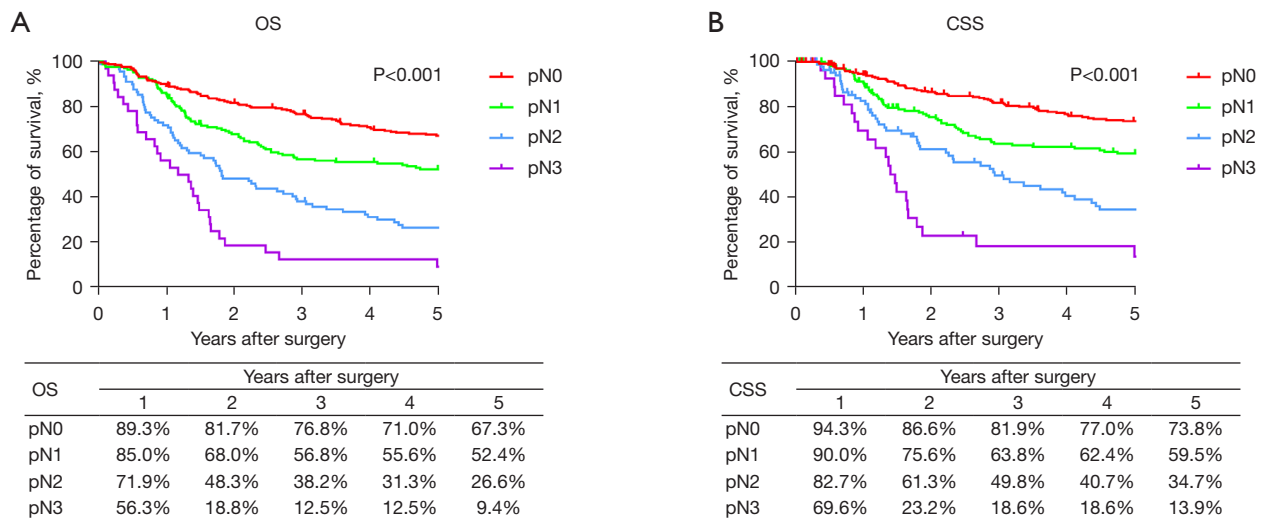 A
OS
Percentage of survival, %
100
80
60
40
20
0
P<0.001
pN0
pN1
pN2
pN3
0 1 2 3 4 5
Years after surgery
OS Years after surgery
1 2 3 4 5
pN0 89.3% 81.7% 76.8% 71.0% 67.3%
pN1 85.0% 68.0% 56.8% 55.6% 52.4%
pN2 71.9% 48.3% 38.2% 31.3% 26.6%
pN3 56.3% 18.8% 12.5% 12.5% 9.4%
B
CSS
Percentage of survival, %
100
80
60
40
20
0
P<0.001
pN0
pN1
pN2
pN3
0 1 2 3 4 5
Years after surgery
CSS Years after surgery
1 2 3 4 5
pN0 94.3% 86.6% 81.9% 77.0% 73.8%
pN1 90.0% 75.6% 63.8% 62.4% 59.5%
pN2 82.7% 61.3% 49.8% 40.7% 34.7%
pN3 69.6% 23.2% 18.6% 18.6% 13.9%